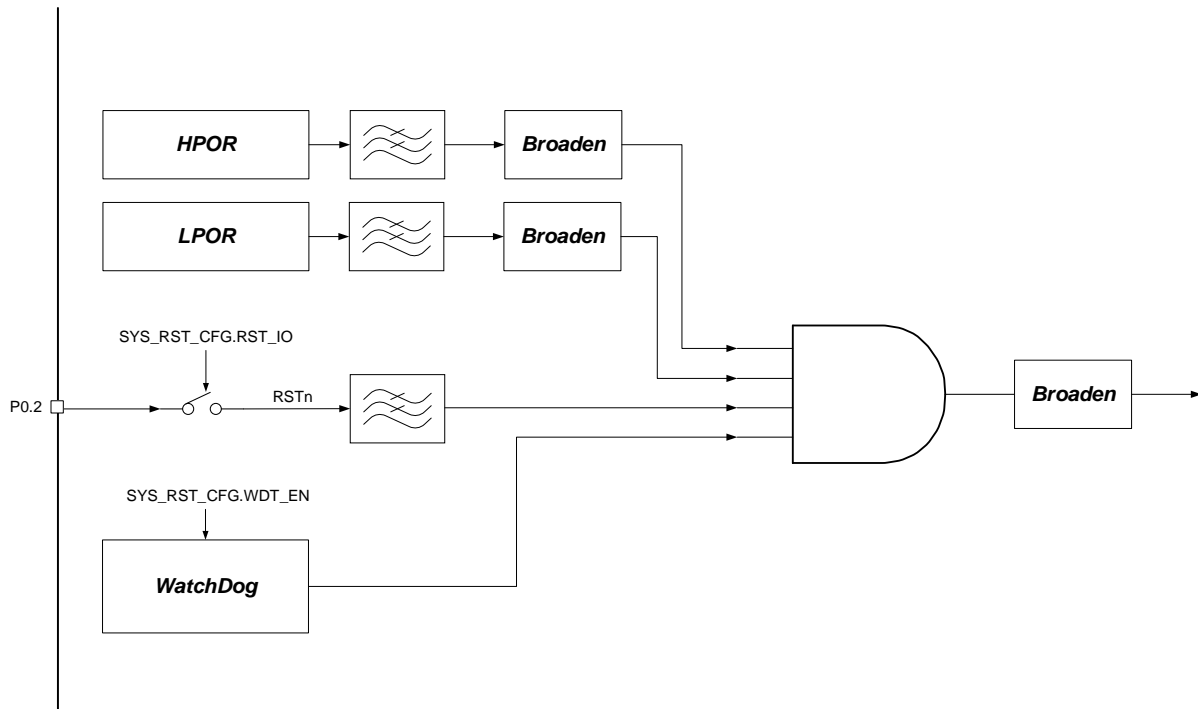 HPOR
Broaden
LPOR
Broaden
SYS_RST_CFG.RST_IO
P0.2
RSTn
Broaden
SYS_RST_CFG.WDT_EN
WatchDog